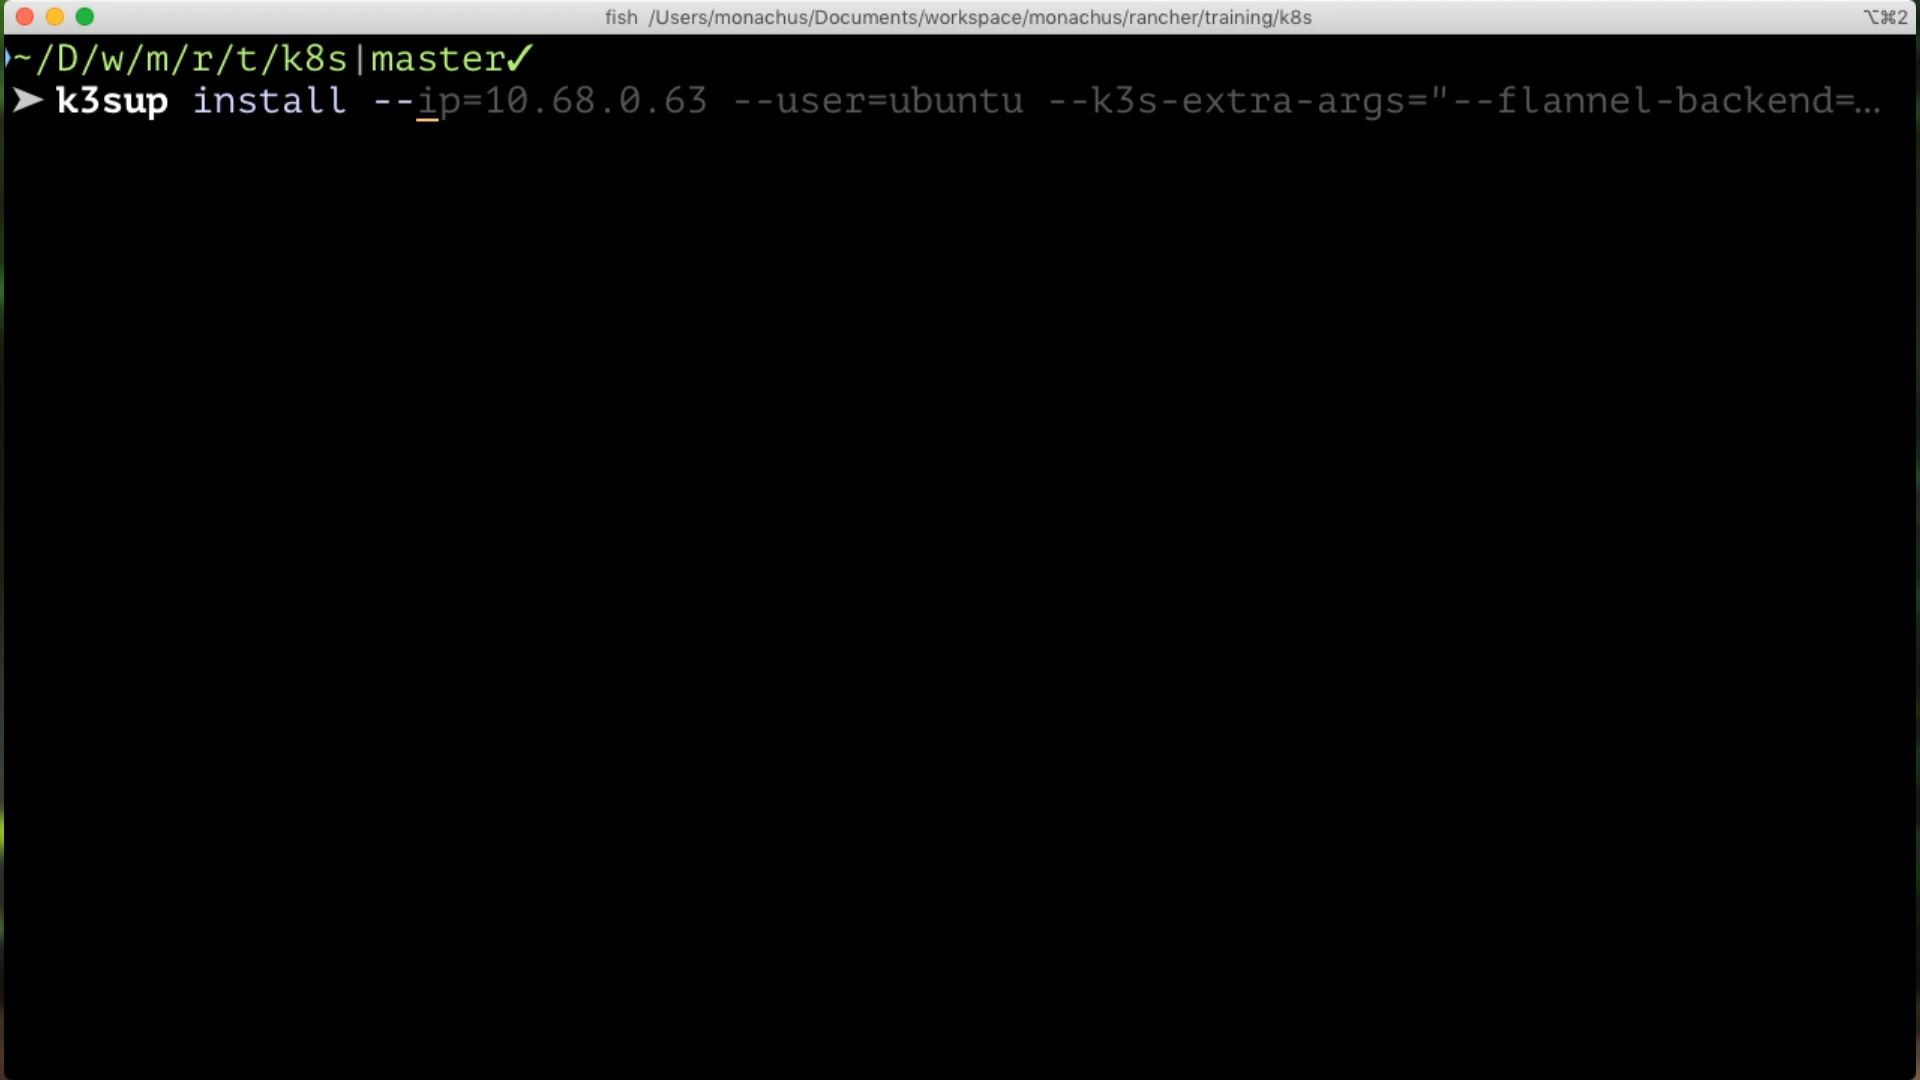 fish /Users/monachus/Documents/workspace/monachus/rancher/training/k8s
⌥⌘2
~/D/w/m/r/t/k8s|master✓
➤ k3sup install --ip=10.68.0.63 --user=ubuntu --k3s-extra-args="--flannel-backend=…